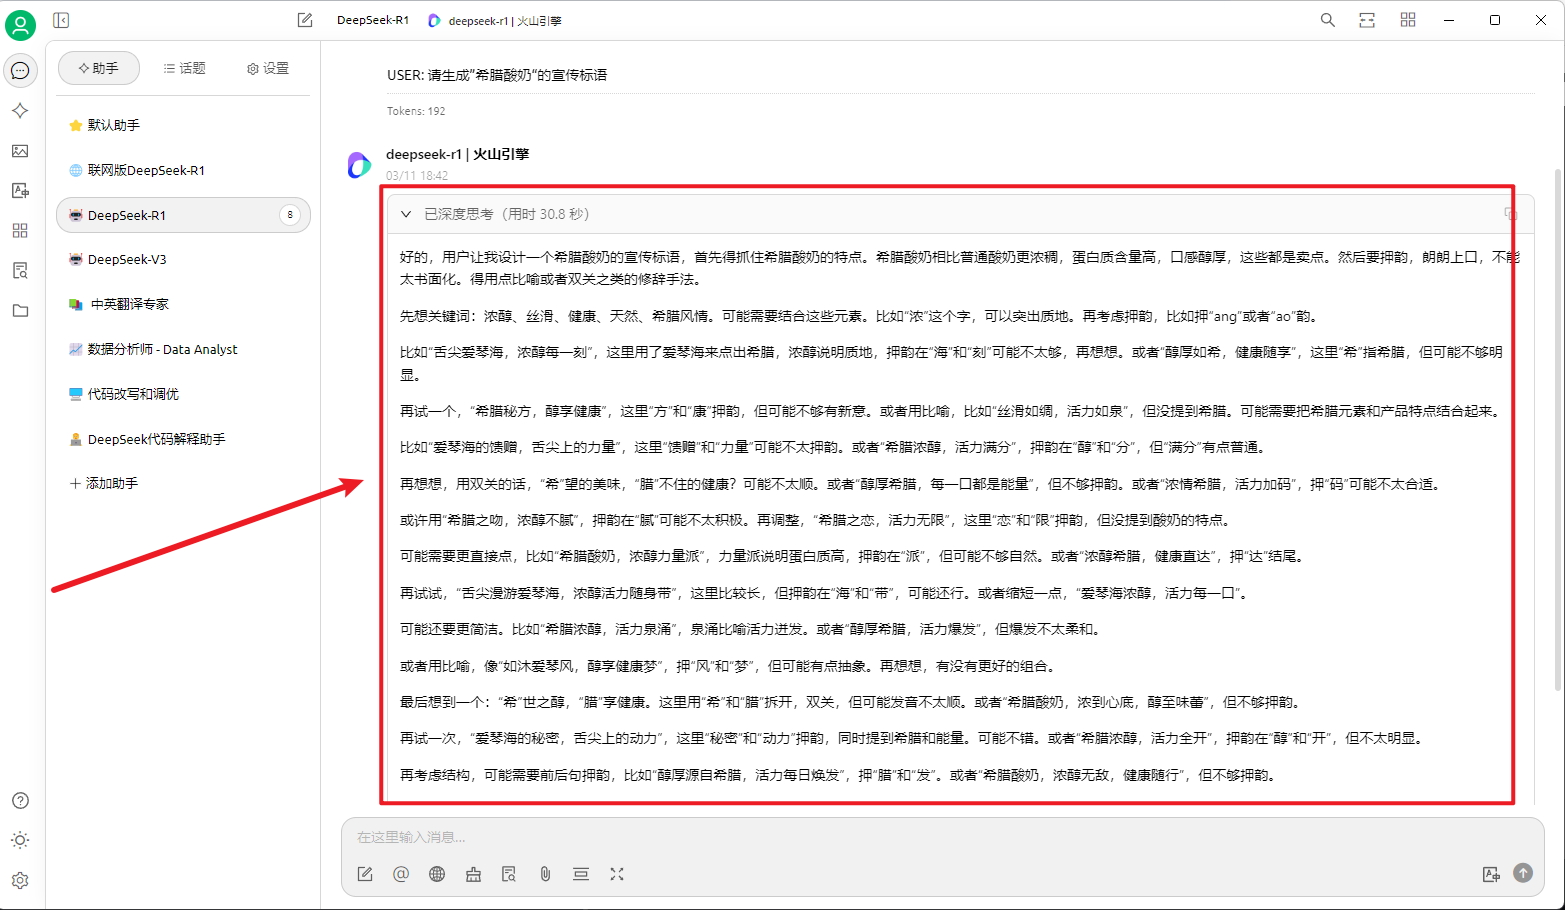 DeepSeek-R1
deepseek-r1 | 火山引擎
助手
话题
设置
默认助手
联网版DeepSeek-R1
DeepSeek-R1
8
DeepSeek-V3
中英翻译专家
数据分析师 - Data Analyst
代码改写和调优
DeepSeek代码解释助手
添加助手
USER: 请生成”希腊酸奶“的宣传标语
Tokens: 192
deepseek-r1 | 火山引擎
03/11 18:42
已深度思考（用时 30.8 秒）
好的，用户让我设计一个希腊酸奶的宣传标语，首先得抓住希腊酸奶的特点。希腊酸奶相比普通酸奶更浓稠，蛋白质含量高，口感醇厚，这些都是卖点。然后要押韵，朗朗上口，不能
太书面化。得用点比喻或者双关之类的修辞手法。
先想关键词：浓醇、丝滑、健康、天然、希腊风情。可能需要结合这些元素。比如“浓”这个字，可以突出质地。再考虑押韵，比如押“ang”或者“ao”韵。
比如“舌尖爱琴海，浓醇每一刻”，这里用了爱琴海来点出希腊，浓醇说明质地，押韵在“海”和“刻”可能不太够，再想想。或者“醇厚如希，健康随享”，这里“希”指希腊，但可能不够明
显。
再试一个，“希腊秘方，醇享健康”，这里“方”和“康”押韵，但可能不够有新意。或者用比喻，比如“丝滑如绸，活力如泉”，但没提到希腊。可能需要把希腊元素和产品特点结合起来。
比如“爱琴海的馈赠，舌尖上的力量”，这里“馈赠”和“力量”可能不太押韵。或者“希腊浓醇，活力满分”，押韵在“醇”和“分”，但“满分”有点普通。
再想想，用双关的话，“希”望的美味，“腊”不住的健康？可能不太顺。或者“醇厚希腊，每一口都是能量”，但不够押韵。或者“浓情希腊，活力加码”，押“码”可能不太合适。
或许用“希腊之吻，浓醇不腻”，押韵在“腻”可能不太积极。再调整，“希腊之恋，活力无限”，这里“恋”和“限”押韵，但没提到酸奶的特点。
可能需要更直接点，比如“希腊酸奶，浓醇力量派”，力量派说明蛋白质高，押韵在“派”，但可能不够自然。或者“浓醇希腊，健康直达”，押“达”结尾。
再试试，“舌尖漫游爱琴海，浓醇活力随身带”，这里比较长，但押韵在“海”和“带”，可能还行。或者缩短一点，“爱琴海浓醇，活力每一口”。
可能还要更简洁。比如“希腊浓醇，活力泉涌”，泉涌比喻活力迸发。或者“醇厚希腊，活力爆发”，但爆发不太柔和。
或者用比喻，像“如沐爱琴风，醇享健康梦”，押“风”和“梦”，但可能有点抽象。再想想，有没有更好的组合。
最后想到一个：“希”世之醇，“腊”享健康。这里用“希”和“腊”拆开，双关，但可能发音不太顺。或者“希腊酸奶，浓到心底，醇至味蕾”，但不够押韵。
再试一次，“爱琴海的秘密，舌尖上的动力”，这里“秘密”和“动力”押韵，同时提到希腊和能量。可能不错。或者“希腊浓醇，活力全开”，押韵在“醇”和“开”，但不太明显。
再考虑结构，可能需要前后句押韵，比如“醇厚源自希腊，活力每日焕发”，押“腊”和“发”。或者“希腊酸奶，浓醇无敌，健康随行”，但不够押韵。
在这里输入消息...